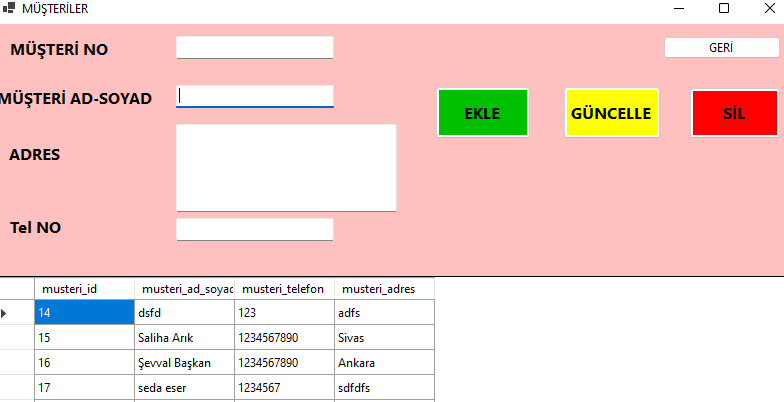 MÜŞTERİLER
MÜŞTERİ NO
GERİ
MÜŞTERİ AD-SOYAD
EKLE
GÜNCELLE
SİL
ADRES
Tel NO
musteri_id musteri_ad_soyad musteri_telefon musteri_adres
14 dsfd 123 adfs
15 Saliha Arık 1234567890 Sivas
16 Şevval Başkan 1234567890 Ankara
17 seda eser 1234567 sdfdfs